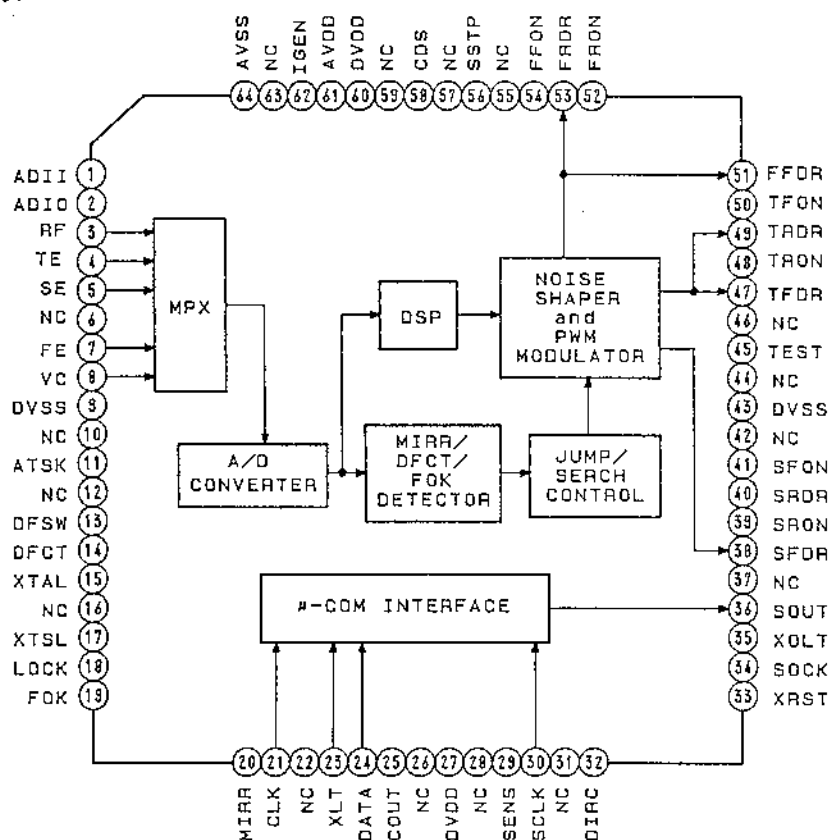 AVSS
NC
IGEN
AVDD
DVDD
NC
COS
NC
SSTP
NC
FFON
FRDR
FRON
64
63
62
61
60
59
58
57
56
55
54
53
52
ADII 1
ADIO 2
RF 3
TE 4
SE 5
NC 6
FE 7
VC 8
DVSS 9
NC 10
ATSK 11
NC 12
DFSW 13
DFCT 14
XTAL 15
NC 16
XTSL 17
LOCK 18
FOK 19
MPX
A/D
CONVERTER
DSP
MIRR/
DFCT/
FOK
DETECTOR
NOISE
SHAPER
and
PWM
MODULATOR
JUMP/
SERCH
CONTROL
μ-COM INTERFACE
51 FFDR
50 TFON
49 TRDR
48 TRON
47 TFDR
46 NC
45 TEST
44 NC
43 DVSS
42 NC
41 SFON
40 SRDR
39 SRON
38 SFDR
37 NC
36 SOUT
35 XOLT
34 SOCK
33 XRST
20
21
22
23
24
25
26
27
28
29
30
31
32
MIRR
CLK
NC
XLT
DATA
COUT
NC
DVDD
NC
SENS
SCLK
NC
DIRC